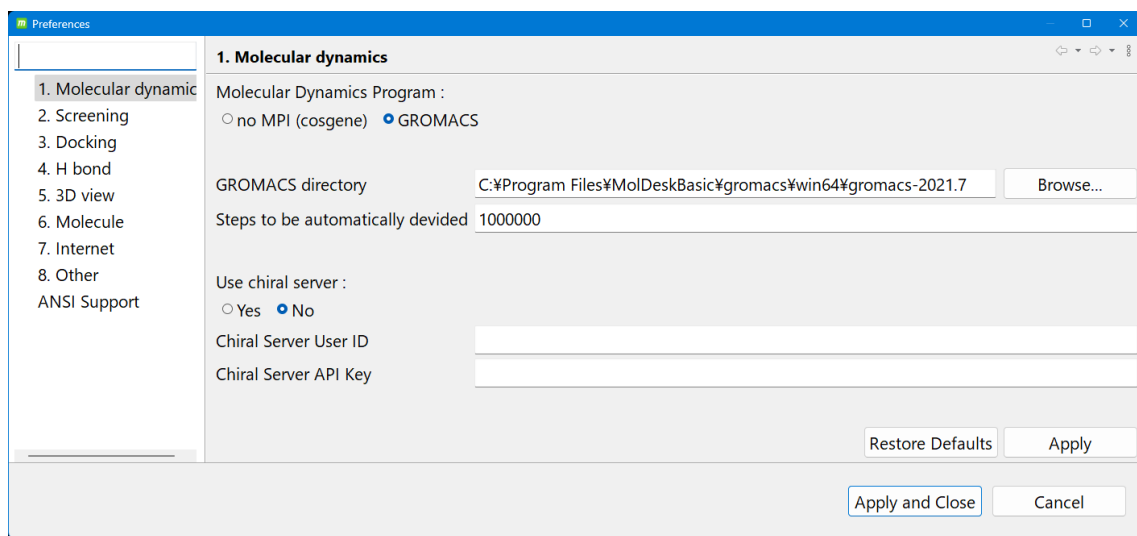 Preferences
1. Molecular dynamic
2. Screening
3. Docking
4. H bond
5. 3D view
6. Molecule
7. Internet
8. Other
ANSI Support
1. Molecular dynamics
Molecular Dynamics Program :
no MPI (cosgene) GROMACS
GROMACS directory C:¥Program Files¥MolDeskBasic¥gromacs¥win64¥gromacs-2021.7 Browse...
Steps to be automatically devided 1000000
Use chiral server :
Yes No
Chiral Server User ID
Chiral Server API Key
Restore Defaults Apply
Apply and Close Cancel